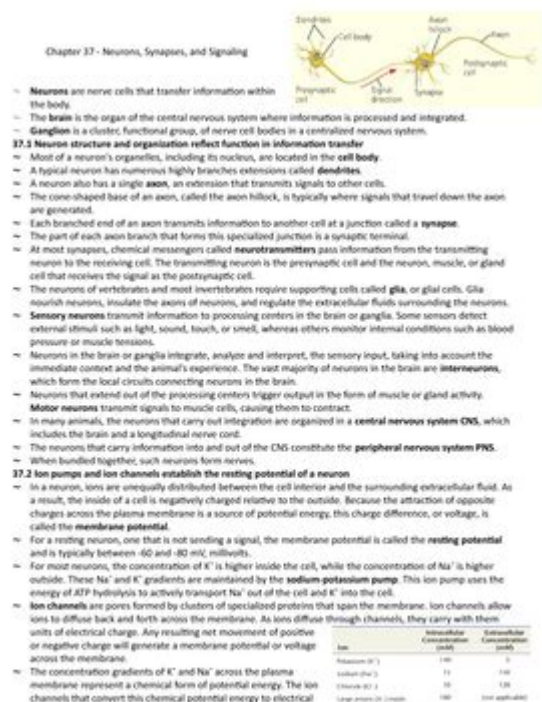 Dendrites
Cell body
Axon hillock
Axon
Chapter 37 - Neurons, Synapses, and Signaling
Presynaptic cell
Signal direction
Synapse
Postsynaptic cell
~ Neurons are nerve cells that transfer information within
the body.
~ The brain is the organ of the central nervous system where information is processed and integrated.
~ Ganglion is a cluster, functional group, of nerve cell bodies in a centralized nervous system.
37.1 Neuron structure and organization reflect function in information transfer
~ Most of a neuron's organelles, including its nucleus, are located in the cell body.
~ A typical neuron has numerous highly branches extensions called dendrites.
~ A neuron also has a single axon, an extension that transmits signals to other cells.
~ The cone-shaped base of an axon, called the axon hillock, is typically where signals that travel down the axon
are generated.
~ Each branched end of an axon transmits information to another cell at a junction called a synapse.
~ The part of each axon branch that forms this specialized junction is a synaptic terminal.
~ At most synapses, chemical messengers called neurotransmitters pass information from the transmitting
neuron to the receiving cell. The transmitting neuron is the presynaptic cell and the neuron, muscle, or gland
cell that receives the signal as the postsynaptic cell.
~ The neurons of vertebrates and most invertebrates require supporting cells called glia, or glial cells. Glia
nourish neurons, insulate the axons of neurons, and regulate the extracellular fluids surrounding the neurons.
~ Sensory neurons transmit information to processing centers in the brain or ganglia. Some sensors detect
external stimuli such as light, sound, touch, or smell, whereas others monitor internal conditions such as blood
pressure or muscle tensions.
~ Neurons in the brain or ganglia integrate, analyze and interpret, the sensory input, taking into account the
immediate context and the animal's experience. The vast majority of neurons in the brain are interneurons,
which form the local circuits connecting neurons in the brain.
~ Neurons that extend out of the processing centers trigger output in the form of muscle or gland activity.
Motor neurons transmit signals to muscle cells, causing them to contract.
~ In many animals, the neurons that carry out integration are organized in a central nervous system CNS, which
includes the brain and a longitudinal nerve cord.
~ The neurons that carry information into and out of the CNS constitute the peripheral nervous system PNS.
~ When bundled together, such neurons form nerves.
37.2 Ion pumps and ion channels establish the resting potential of a neuron
~ In a neuron, ions are unequally distributed between the cell interior and the surrounding extracellular fluid. As
a result, the inside of a cell is negatively charged relative to the outside. Because the attraction of opposite
charges across the plasma membrane is a source of potential energy, this charge difference, or voltage, is
called the membrane potential.
~ For a resting neuron, one that is not sending a signal, the membrane potential is called the resting potential
and is typically between -60 and -80 mV, millivolts.
~ For most neurons, the concentration of K⁺ is higher inside the cell, while the concentration of Na⁺ is higher
outside. These Na⁺ and K⁺ gradients are maintained by the sodium-potassium pump. This ion pump uses the
energy of ATP hydrolysis to actively transport Na⁺ out of the cell and K⁺ into the cell.
~ Ion channels are pores formed by clusters of specialized proteins that span the membrane. Ion channels allow
ions to diffuse back and forth across the membrane. As ions diffuse through channels, they carry with them
units of electrical charge. Any resulting net movement of positive
or negative charge will generate a membrane potential or voltage
across the membrane.
~ The concentration gradients of K⁺ and Na⁺ across the plasma
membrane represent a chemical form of potential energy. The ion
channels that convert this chemical potential energy to electrical
Ion Intracellular Concentration (mM) Extracellular Concentration (mM)
Potassium (K⁺) 140 5
Sodium (Na⁺) 15 150
Chloride (Cl⁻) 10 120
Large anions 100 (not applicable)